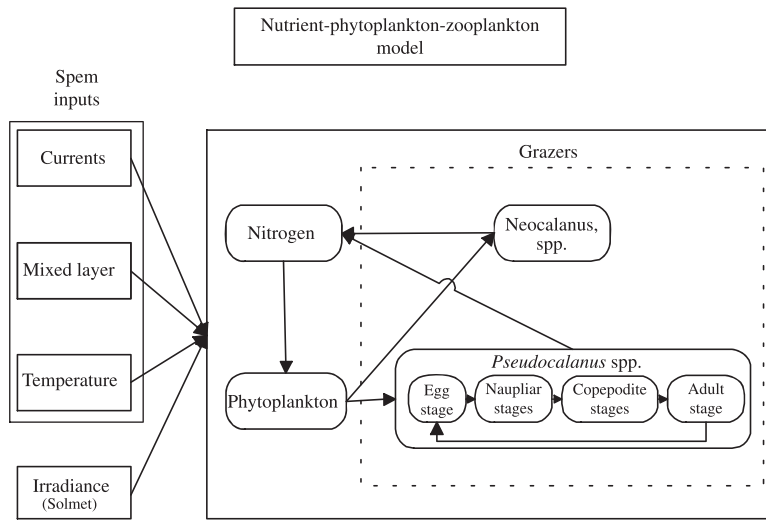 Nutrient-phytoplankton-zooplankton
model
Spem
inputs
Currents
Mixed layer
Temperature
Irradiance
(Solmet)
Grazers
Nitrogen
Neocalanus,
spp.
Phytoplankton
Pseudocalanus spp.
Egg
stage
Naupliar
stages
Copepodite
stages
Adult
stage